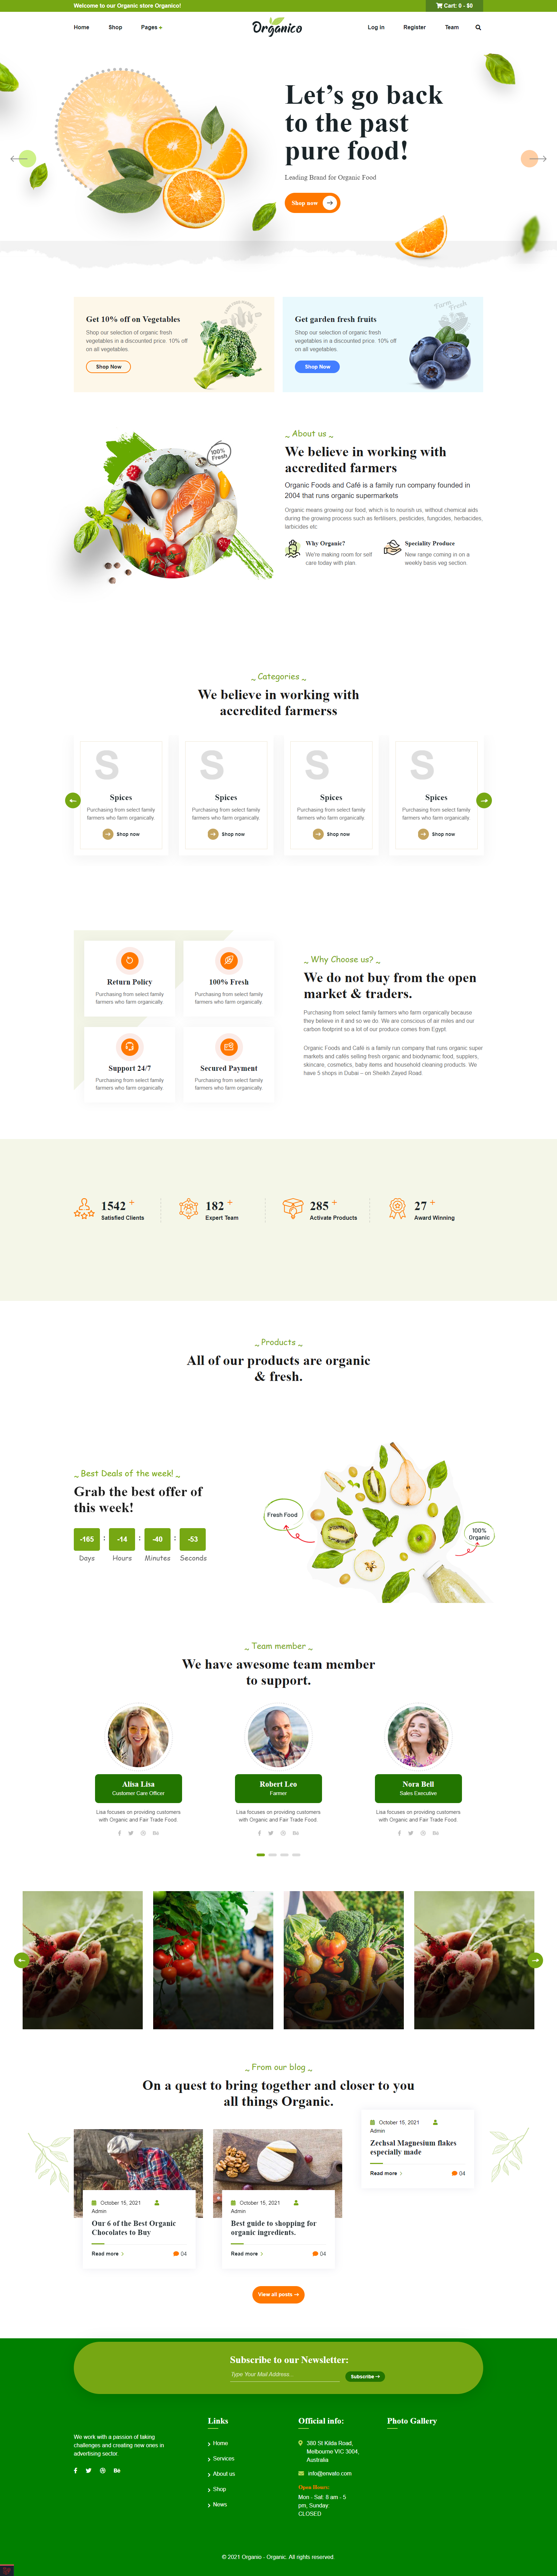 Welcome to our Organic store Organico!
Cart: 0 - $0
Home Shop Pages + Organico Log in Register Team
Let's go back
to the past
pure food!
Leading Brand for Organic Food
Shop now
Get 10% off on Vegetables
Shop our selection of organic fresh
vegetables in a discounted price. 10% off
on all vegetables.
Shop Now
Farm
Fresh
Get garden fresh fruits
Shop our selection of organic fresh
vegetables in a discounted price. 10% off
on all vegetables.
Shop Now
100%
Fresh
About us
We believe in working with
accredited farmers
Organic Foods and Café is a family run company founded in
2004 that runs organic supermarkets
Organic means growing our food, which is to nourish us, without chemical aids
during the growing process such as fertilisers, pesticides, fungicides, herbacides,
larbicides etc.
Why Organic?
We're making room for self
care today with plan.
Speciality Produce
New range coming in on a
weekly basis veg section.
Categories
We believe in working with
accredited farmerss
S S S S
Spices Spices Spices Spices
Purchasing from select family Purchasing from select family Purchasing from select family Purchasing from select family
farmers who farm organically. farmers who farm organically. farmers who farm organically. farmers who farm organically.
Shop now Shop now Shop now Shop now
Return Policy
Purchasing from select family
farmers who farm organically
100% Fresh
Purchasing from select family
farmers who farm organically.
Support 24/7
Purchasing from select family
farmers who farm organically.
Secured Payment
Purchasing from select family
farmers who farm organically.
Why Choose us?
We do not buy from the open
market & traders.
Purchasing from select family farmers who farm organically because
they believe in it and so we do. We are conscious of air miles and our
carbon footprint so a lot of our produce comes from Egypt.
Organic Foods and Café is a family run company that runs organic super
markets and cafés selling fresh organic and biodynamic food, suppliers,
skincare, cosmetics, baby items and household cleaning products. We
have 5 shops in Dubai – on Sheikh Zayed Road.
1542 + 182 + 285 + 27 +
Satisfied Clients Expert Team Activate Products Award Winning
Products
All of our products are organic
& fresh.
Best Deals of the week!
Grab the best offer of
this week!
-165 : -14 : -40 : -53
Days Hours Minutes Seconds
Fresh Food
100%
Organic
Team member
We have awesome team member
to support.
Alisa Lisa
Customer Care Officer
Lisa focuses on providing customers
with Organic and Fair Trade Food.
Robert Leo
Farmer
Lisa focuses on providing customers
with Organic and Fair Trade Food.
Nora Bell
Sales Executive
Lisa focuses on providing customers
with Organic and Fair Trade Food.
From our blog
On a quest to bring together and closer to you
all things Organic.
October 15, 2021
Admin
Our 6 of the Best Organic
Chocolates to Buy
Read more 04
October 15, 2021
Admin
Best guide to shopping for
organic ingredients.
Read more 04
October 15, 2021
Admin
Zechsal Magnesium flakes
especially made
Read more 04
View all posts
Subscribe to our Newsletter:
Type Your Mail Address...
Subscribe
We work with a passion of taking
challenges and creating new ones in
advertising sector.
Links
Home
Services
About us
Shop
News
Official info:
380 St Kilda Road,
Melbourne VIC 3004,
Australia
info@envato.com
Open Hours:
Mon - Sat: 8 am - 5
pm, Sunday:
CLOSED
Photo Gallery
© 2021 Organio - Organic. All rights reserved.